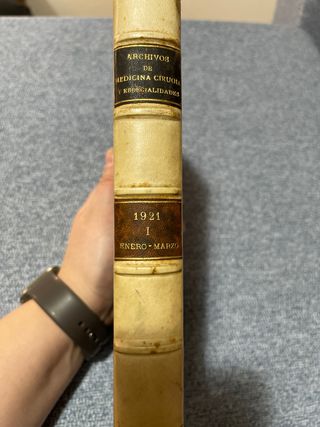 ARCHIVOS
DE
MEDICINA CIRUGIA
Y ESPECIALIDADES
1921
I
ENERO-MARZO